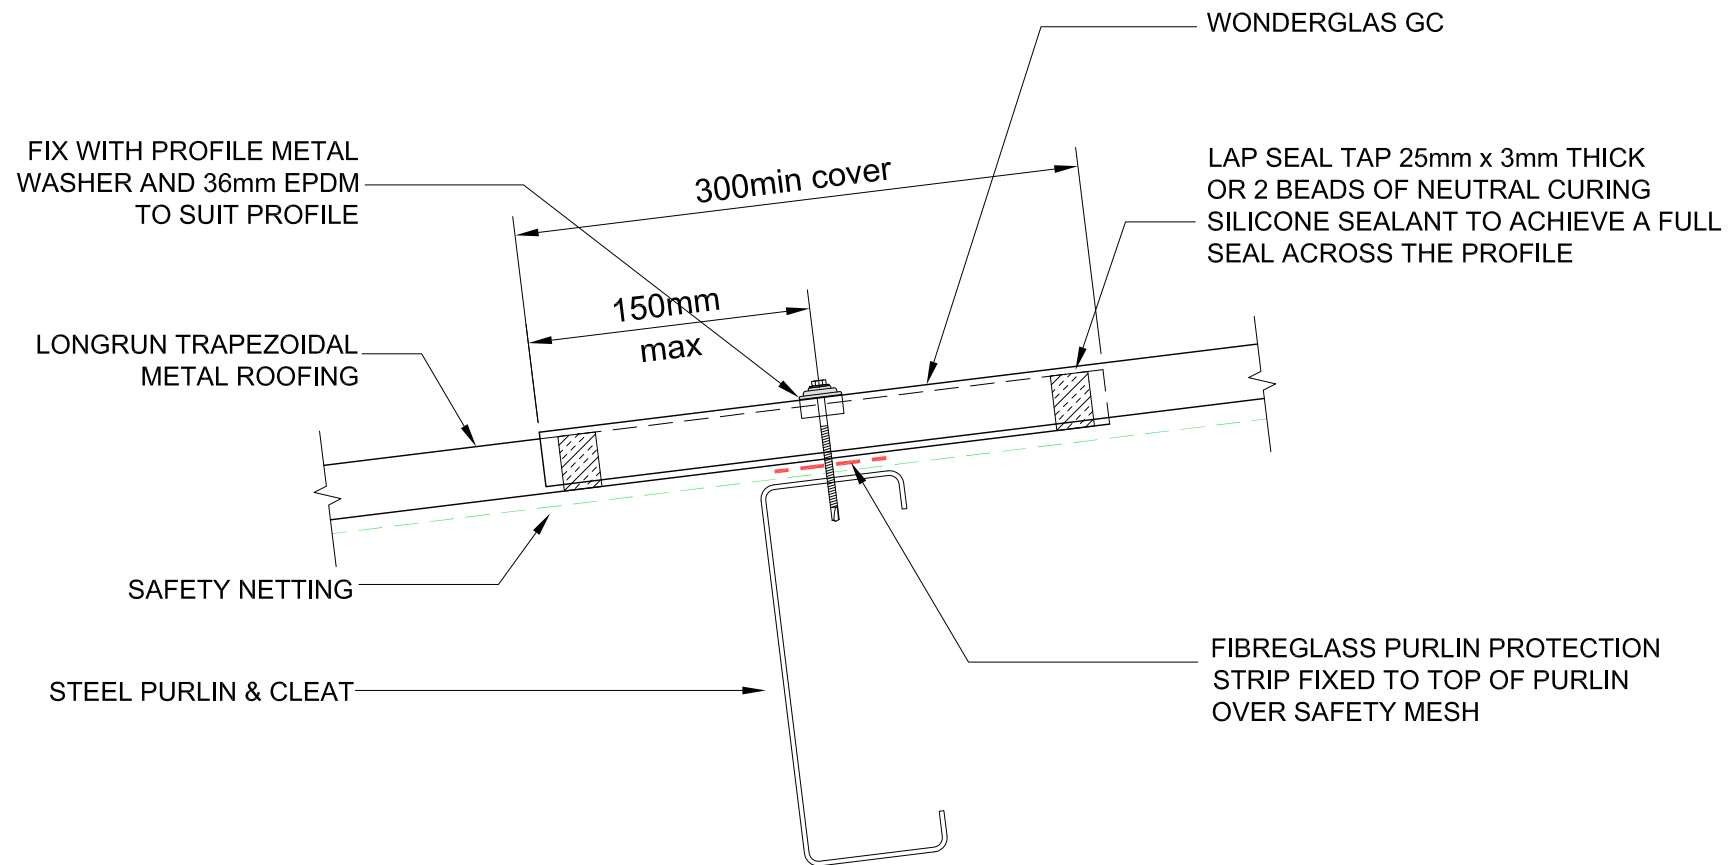 WONDERGLAS GC
FIX WITH PROFILE METAL
WASHER AND 36mm EPDM
TO SUIT PROFILE
300min cover
LAP SEAL TAP 25mm x 3mm THICK
OR 2 BEADS OF NEUTRAL CURING
SILICONE SEALANT TO ACHIEVE A FULL
SEAL ACROSS THE PROFILE
150mm
max
LONGRUN TRAPEZOIDAL
METAL ROOFING
SAFETY NETTING
STEEL PURLIN & CLEAT
FIBREGLASS PURLIN PROTECTION
STRIP FIXED TO TOP OF PURLIN
OVER SAFETY MESH